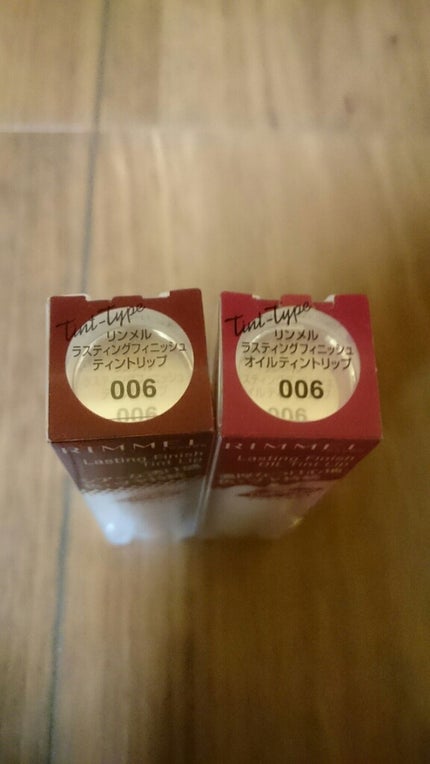 Tint-Type
リンメル
ラスティングフィニッシュ
ティントリップ
006
RIMMEL
Lasting Finish
Tint Lip
Tint-Type
リンメル
ラスティングフィニッシュ
オイルティントリップ
006
RIMMEL
Lasting Finish
Oil Tint Lip